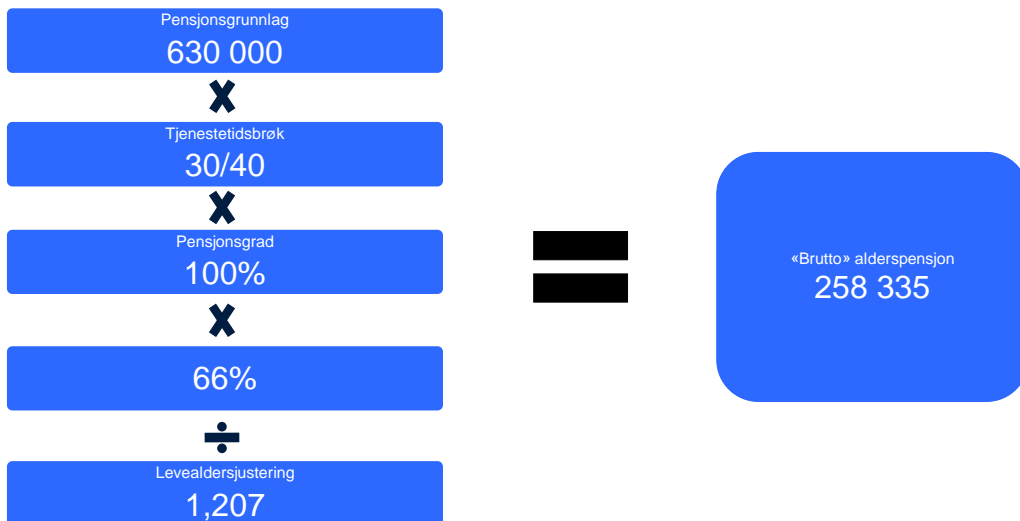 Pensjonsgrunnlag
630 000
Tjenestetidsbrøk
30/40
Pensjonsgrad
100%
66%
Levealdersjustering
1,207
«Brutto» alderspensjon
258 335